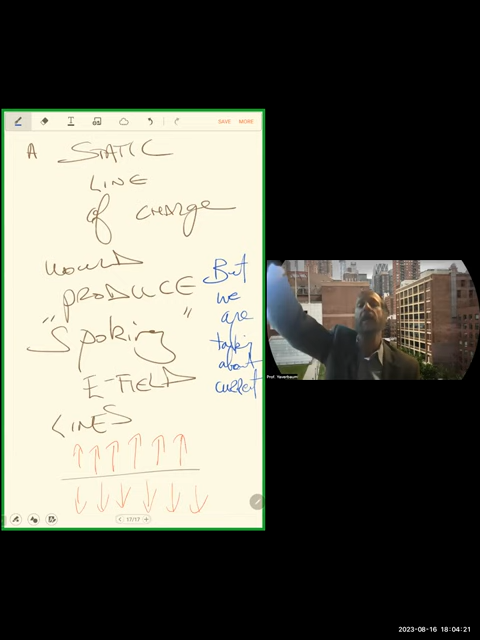 SAVE MORE
A STATIC
LINE
of CHARGE
WOULD
PRODUCE
"Spoking"
E-FIELD
LINES
But
we
are
talking
about
current
17/17
Prof. Yaverbaum
2023-08-16 18:04:21